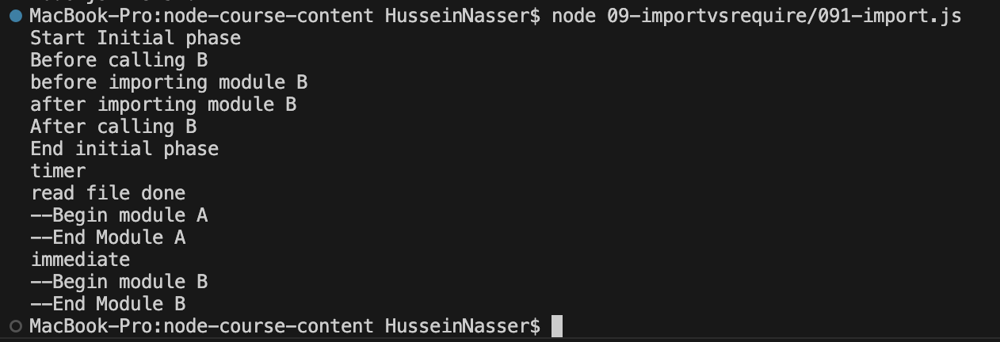 MacBook-Pro:node-course-content HusseinNasser$ node 09-importvsrequire/091-import.js
Start Initial phase
Before calling B
before importing module B
after importing module B
After calling B
End initial phase
timer
read file done
--Begin module A
--End Module A
immediate
--Begin module B
--End Module B
MacBook-Pro:node-course-content HusseinNasser$